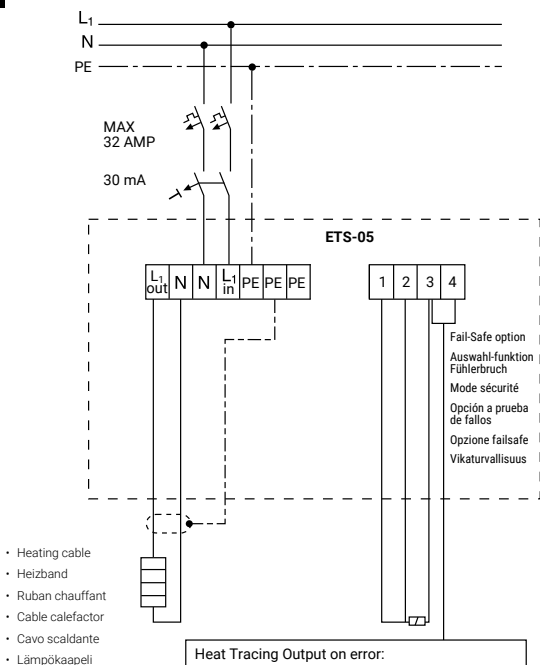 L1
N
PE
MAX
32 AMP
30 mA
ETS-05
L1 out N N L1 in PE PE PE
1 2 3 4
Fail-Safe option
Auswahl-funktion
Fühlerbruch
Mode sécurité
Opción a prueba
de fallos
Opzione failsafe
Vikaturvallisuus
• Heating cable
• Heizband
• Ruban chauffant
• Cable calefactor
• Cavo scaldante
• Lämpökaapeli
Heat Tracing Output on error: